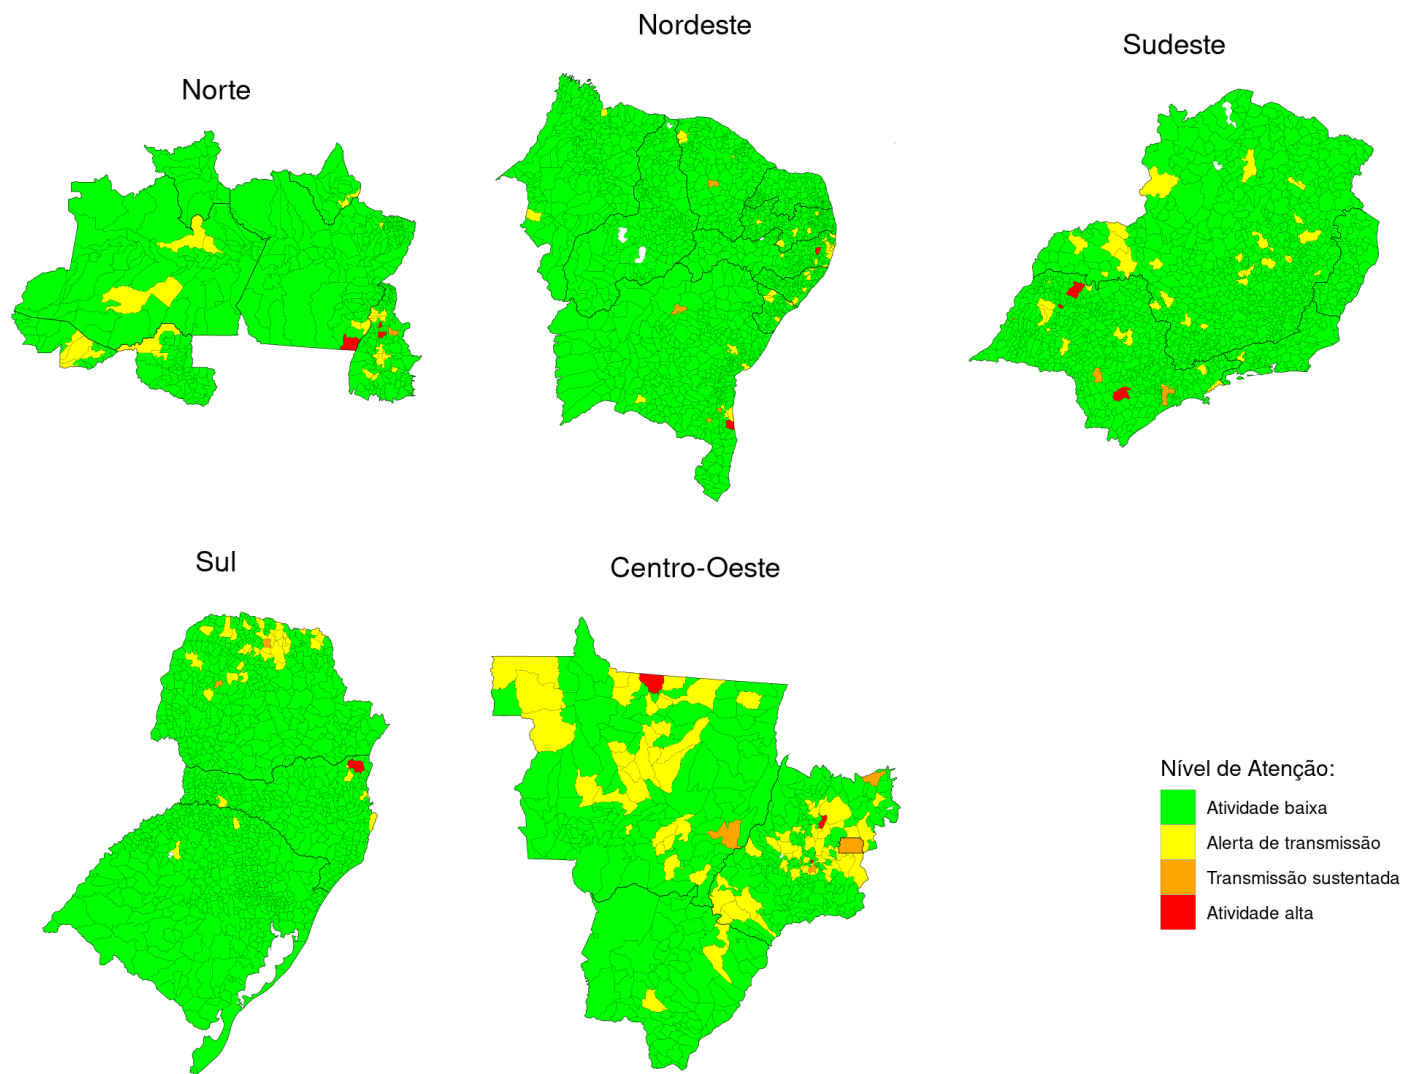 Norte
Nordeste
Sudeste
Sul
Centro-Oeste
Nível de Atenção:
Atividade baixa
Alerta de transmissão
Transmissão sustentada
Atividade alta